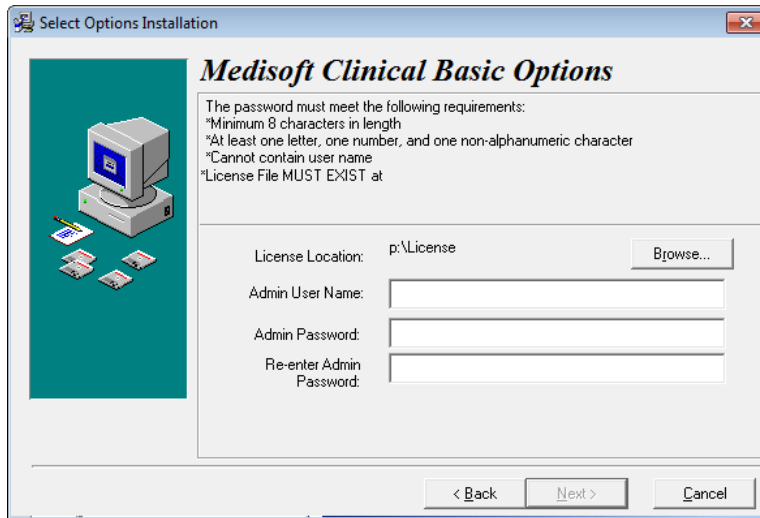 Select Options Installation
Medisoft Clinical Basic Options
The password must meet the following requirements:
*Minimum 8 characters in length
*At least one letter, one number, and one non-alphanumeric character
*Cannot contain user name
*License File MUST EXIST at
License Location: p:\License Browse...
Admin User Name:
Admin Password:
Re-enter Admin
Password:
< Back Next > Cancel